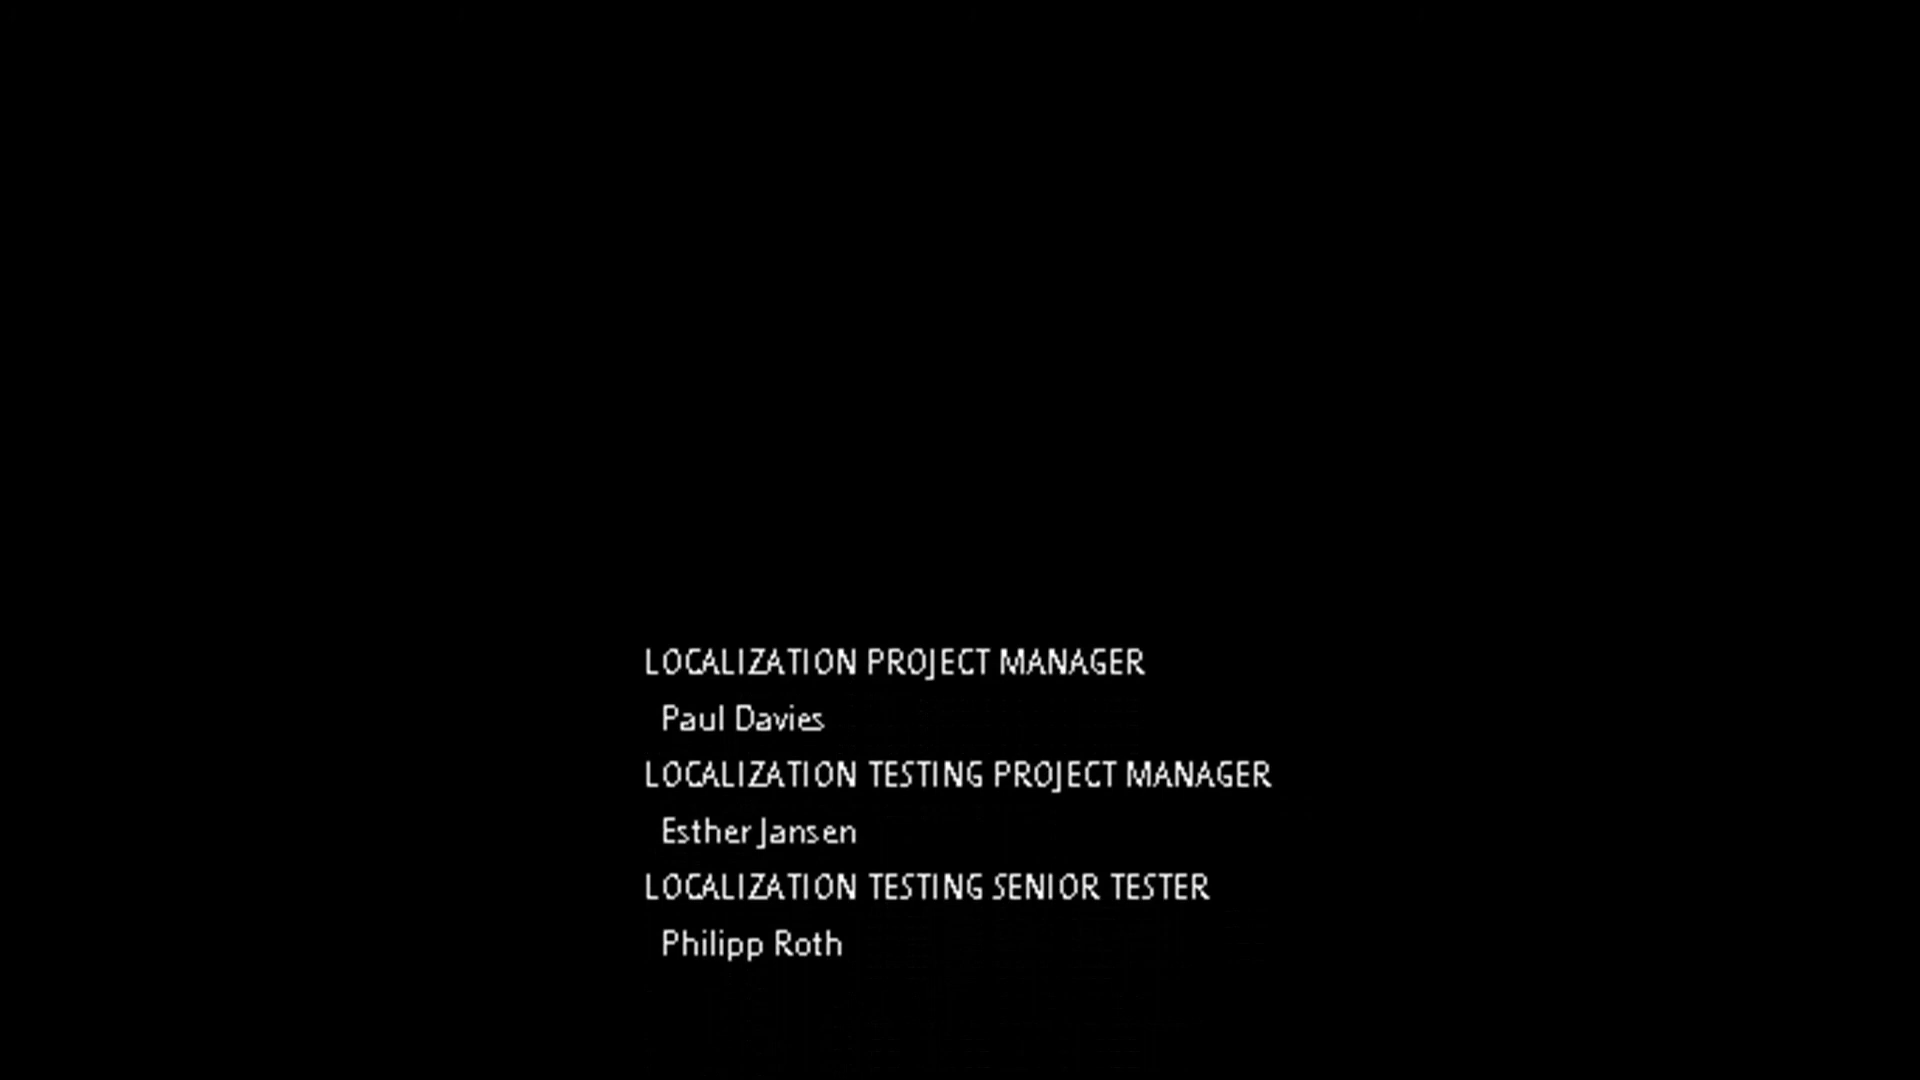 LOCALIZATION PROJECT MANAGER
Paul Davies
LOCALIZATION TESTING PROJECT MANAGER
Esther Jansen
LOCALIZATION TESTING SENIOR TESTER
Philipp Roth